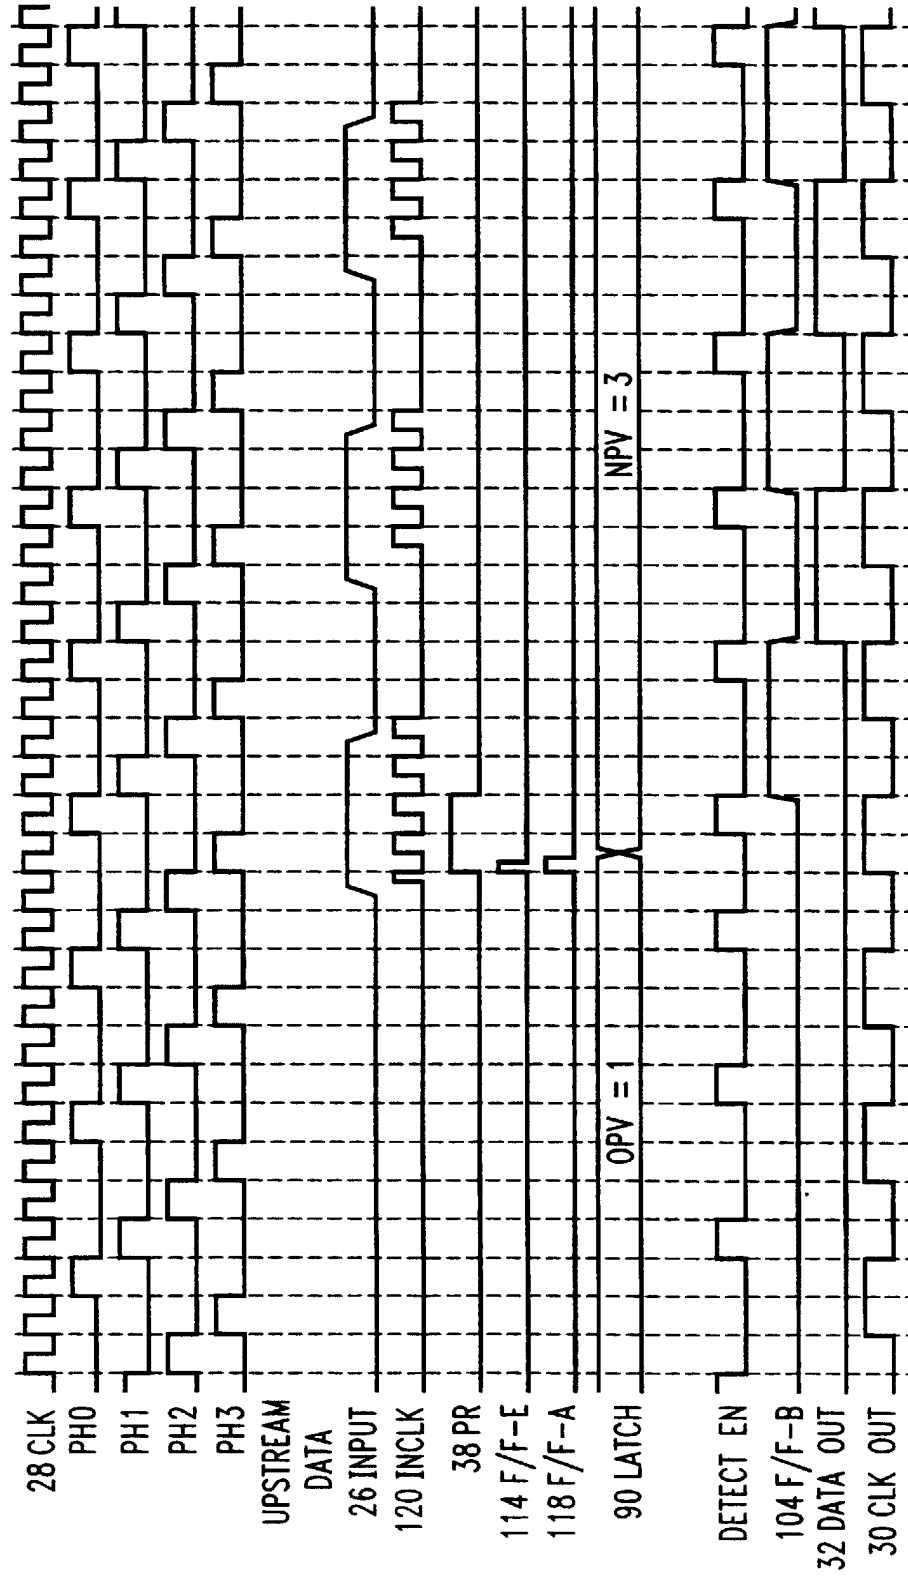 28 CLK
PH0
PH1
PH2
PH3
UPSTREAM
DATA
26 INPUT
120 INCLK
38 PR
114 F/F-E
118 F/F-A
90 LATCH
OPV = 1
NPV = 3
DETECT EN
104 F/F-B
32 DATA OUT
30 CLK OUT